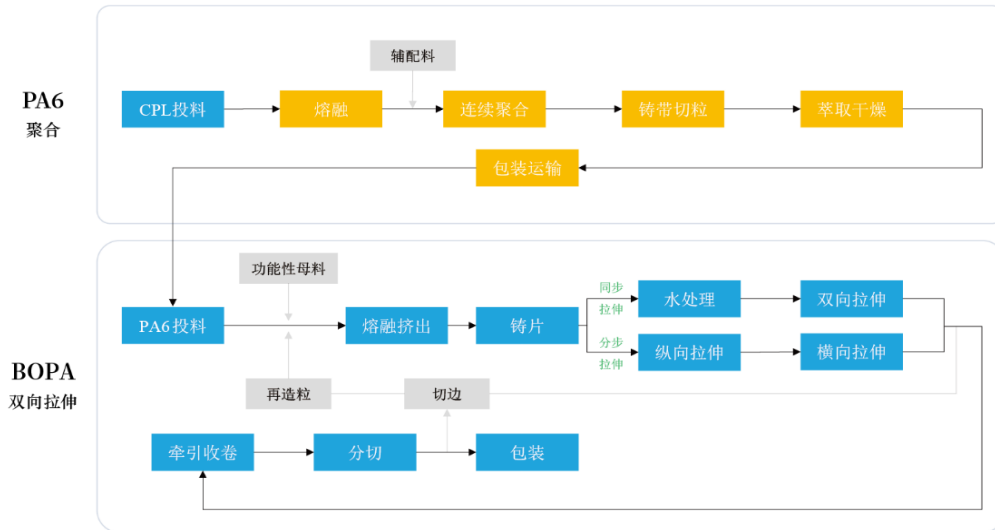 PA6
聚合
辅配料
CPL投料
熔融
连续聚合
铸带切粒
萃取干燥
包装运输
BOPA
双向拉伸
功能性母料
PA6投料
熔融挤出
铸片
同步
拉伸
水处理
双向拉伸
分步
拉伸
纵向拉伸
横向拉伸
再造粒
切边
牵引收卷
分切
包装